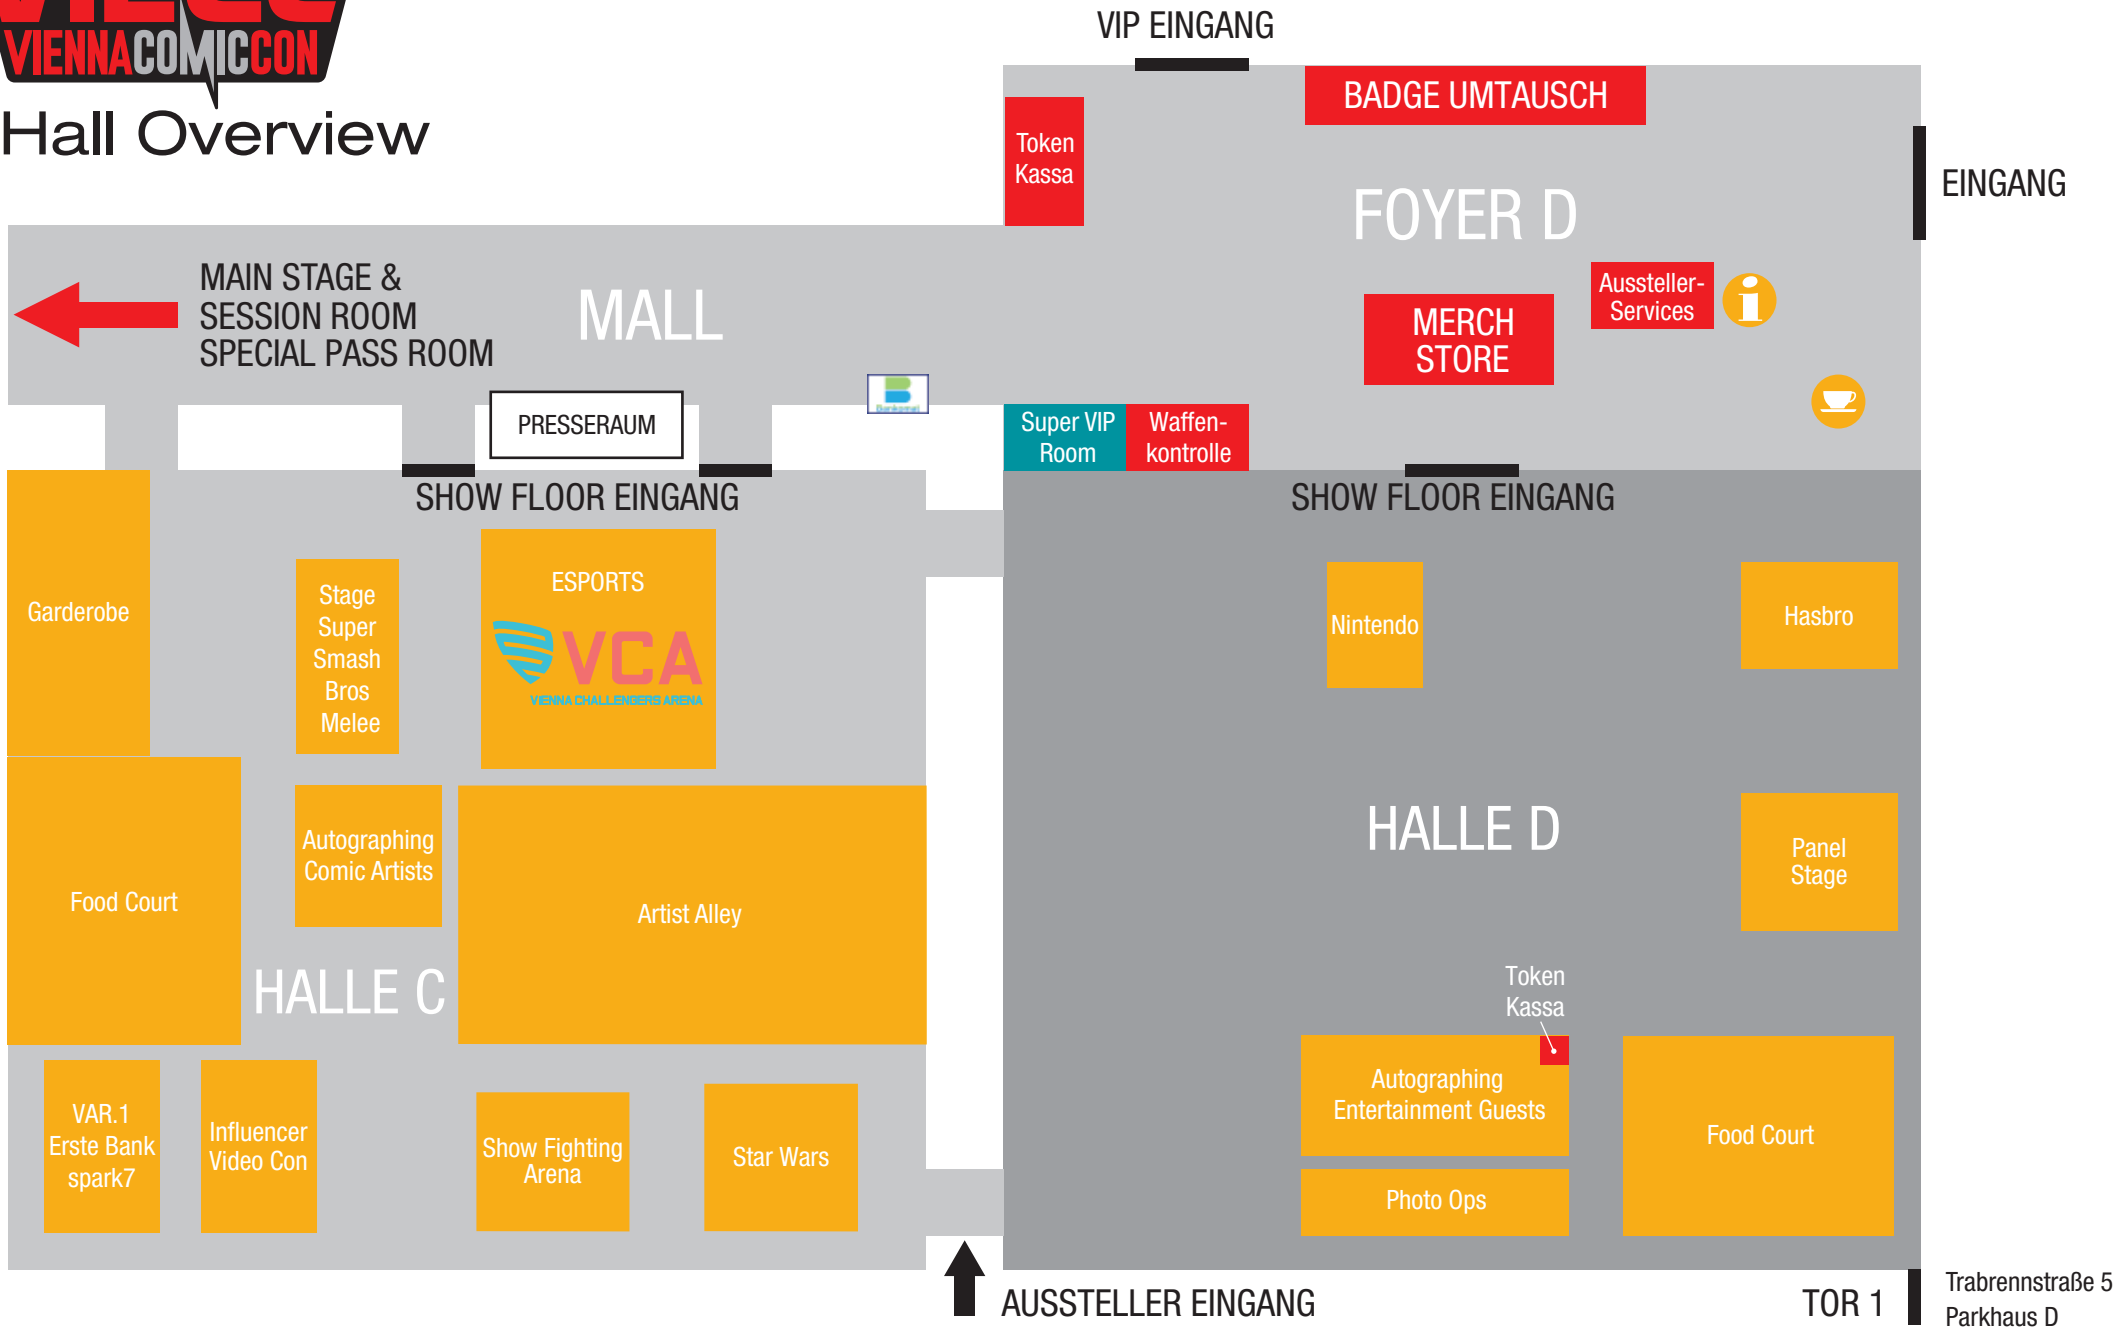 VIECC
VIENNACOMICCON
Hall Overview
VIP EINGANG
BADGE UMTAUSCH
Token
Kassa
FOYER D
EINGANG
MAIN STAGE &
SESSION ROOM
SPECIAL PASS ROOM
MALL
Aussteller-
Services
i
MERCH
STORE
PRESSERAUM
Bankomat
Super VIP
Room
Waffen-
kontrolle
SHOW FLOOR EINGANG
SHOW FLOOR EINGANG
Garderobe
Stage
Super
Smash
Bros
Melee
ESPORTS
VCA
VIENNA CHALLENGERS ARENA
Nintendo
Hasbro
Food Court
Autographing
Comic Artists
Artist Alley
HALLE C
HALLE D
Panel
Stage
Token
Kassa
VAR.1
Erste Bank
spark7
Influencer
Video Con
Show Fighting
Arena
Star Wars
Autographing
Entertainment Guests
Photo Ops
Food Court
AUSSTELLER EINGANG
TOR 1
Trabrennstraße 5
Parkhaus D